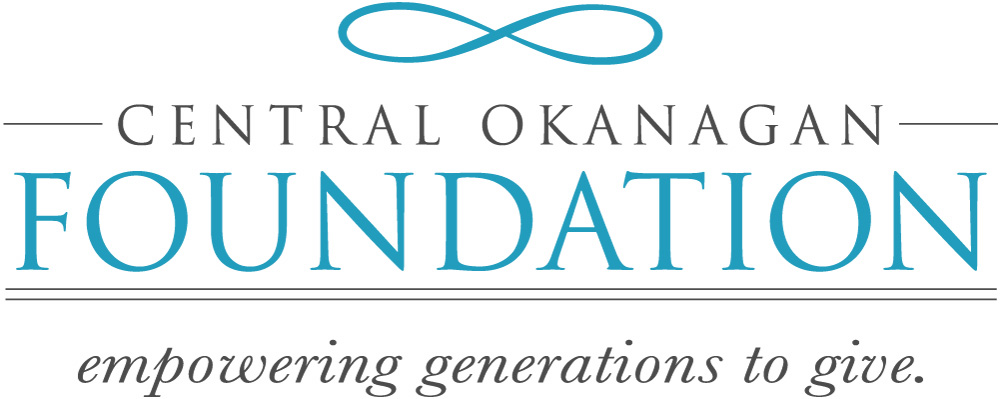 CENTRAL OKANAGAN
FOUNDATION
empowering generations to give.